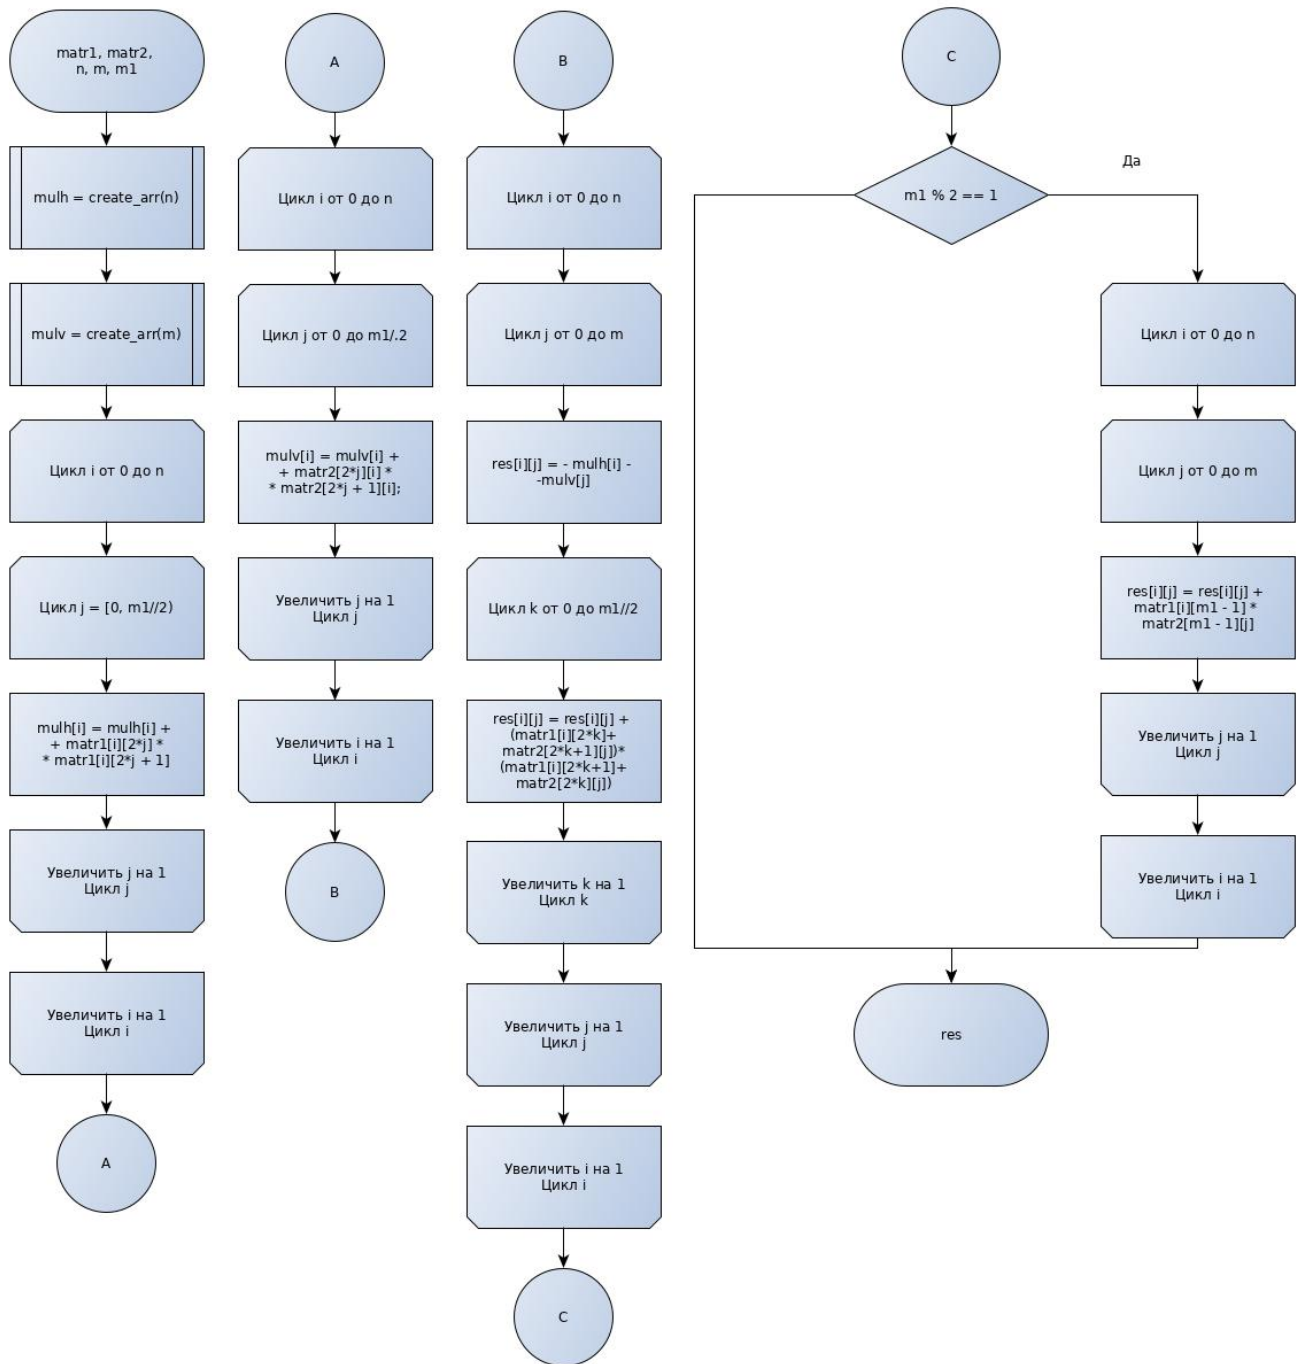 matr1, matr2,
n, m, m1
mulh = create_arr(n)
mulv = create_arr(m)
Цикл i от 0 до n
Цикл j = [0, m1//2)
mulh[i] = mulh[i] +
+ matr1[i][2*j] *
* matr1[i][2*j + 1]
Увеличить j на 1
Цикл j
Увеличить i на 1
Цикл i
A
A
Цикл i от 0 до n
Цикл j от 0 до m1/.2
mulv[i] = mulv[i] +
+ matr2[2*j][i] *
* matr2[2*j + 1][i];
Увеличить j на 1
Цикл j
Увеличить i на 1
Цикл i
B
B
Цикл i от 0 до n
Цикл j от 0 до m
res[i][j] = - mulh[i] -
-mulv[j]
Цикл k от 0 до m1//2
res[i][j] = res[i][j] +
(matr1[i][2*k]+
matr2[2*k+1][j])*
(matr1[i][2*k+1]+
matr2[2*k][j])
Увеличить k на 1
Цикл k
Увеличить j на 1
Цикл j
Увеличить i на 1
Цикл i
C
C
m1 % 2 == 1
Да
Цикл i от 0 до n
Цикл j от 0 до m
res[i][j] = res[i][j] +
matr1[i][m1 - 1] *
matr2[m1 - 1][j]
Увеличить j на 1
Цикл j
Увеличить i на 1
Цикл i
res